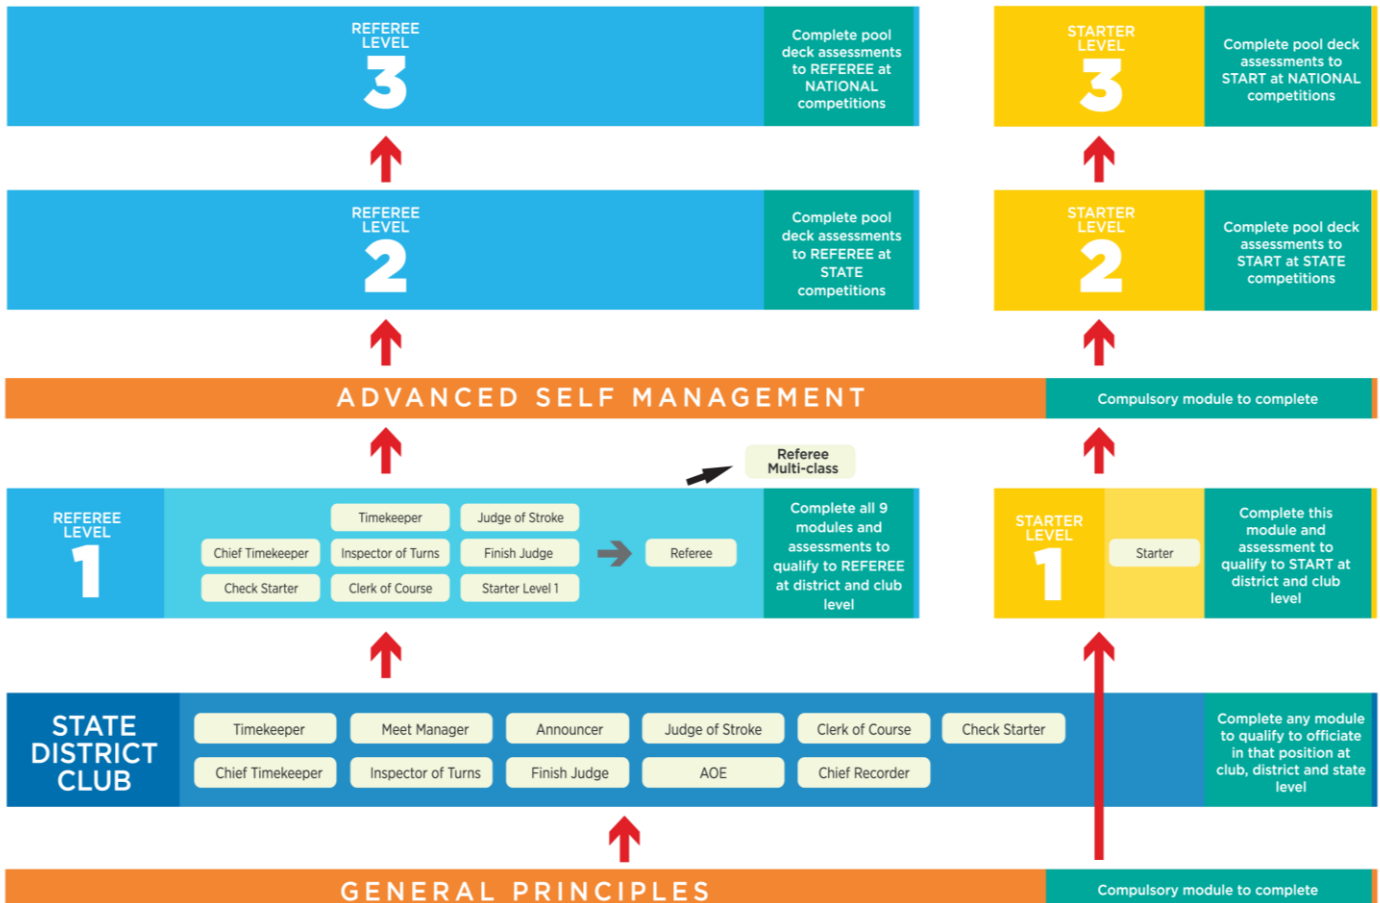 REFEREE
LEVEL
3
Complete pool
deck assessments
to REFEREE at
NATIONAL
competitions
STARTER
LEVEL
3
Complete pool deck
assessments to
START at NATIONAL
competitions
REFEREE
LEVEL
2
Complete pool
deck assessments
to REFEREE at
STATE
competitions
STARTER
LEVEL
2
Complete pool deck
assessments to
START at STATE
competitions
ADVANCED SELF MANAGEMENT
Compulsory module to complete
Referee
Multi-class
REFEREE
LEVEL
1
Timekeeper
Judge of Stroke
Chief Timekeeper
Inspector of Turns
Finish Judge
Check Starter
Clerk of Course
Starter Level 1
Referee
Complete all 9
modules and
assessments to
qualify to REFEREE
at district and club
level
STARTER
LEVEL
1
Starter
Complete this
module and
assessment to
qualify to START at
district and club
level
STATE
DISTRICT
CLUB
Timekeeper
Meet Manager
Announcer
Judge of Stroke
Clerk of Course
Check Starter
Chief Timekeeper
Inspector of Turns
Finish Judge
AOE
Chief Recorder
Complete any module
to qualify to officiate
in that position at
club, district and state
level
GENERAL PRINCIPLES
Compulsory module to complete